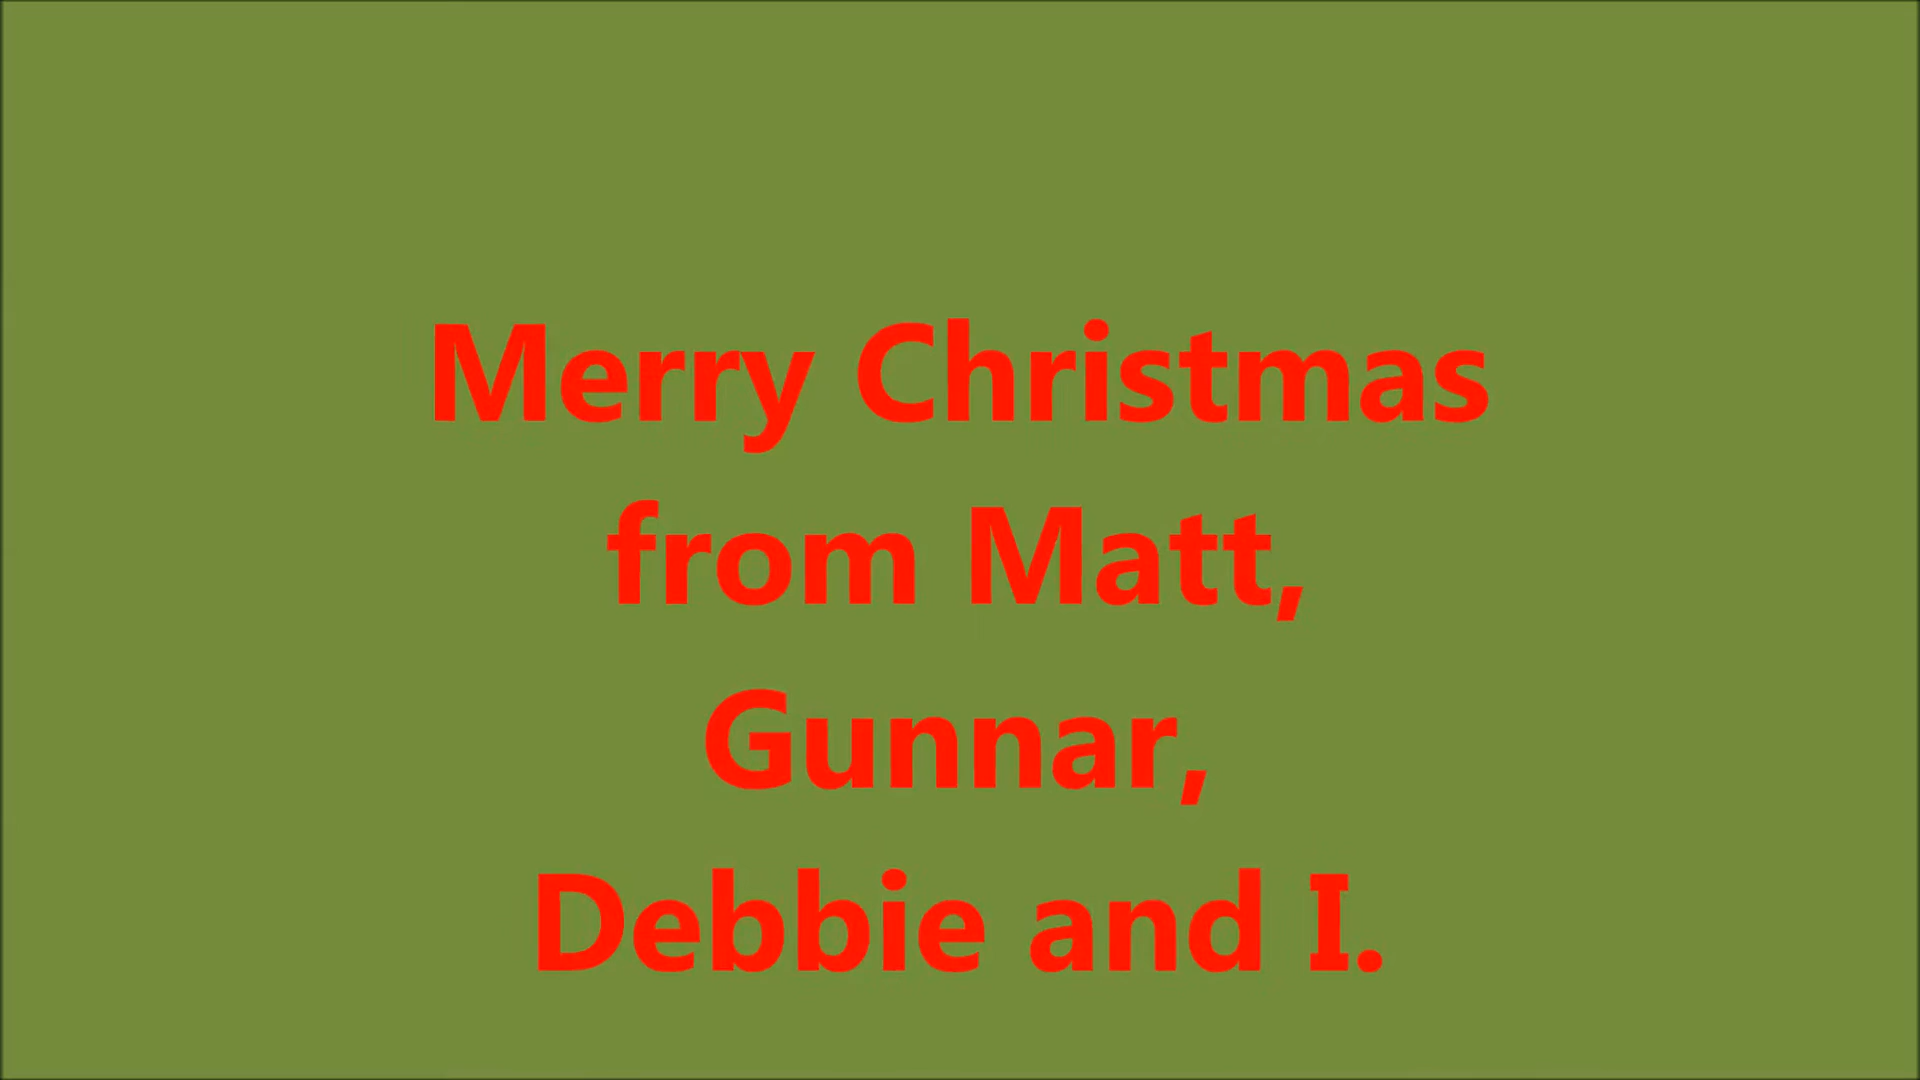 Merry Christmas
from Matt,
Gunnar,
Debbie and I.